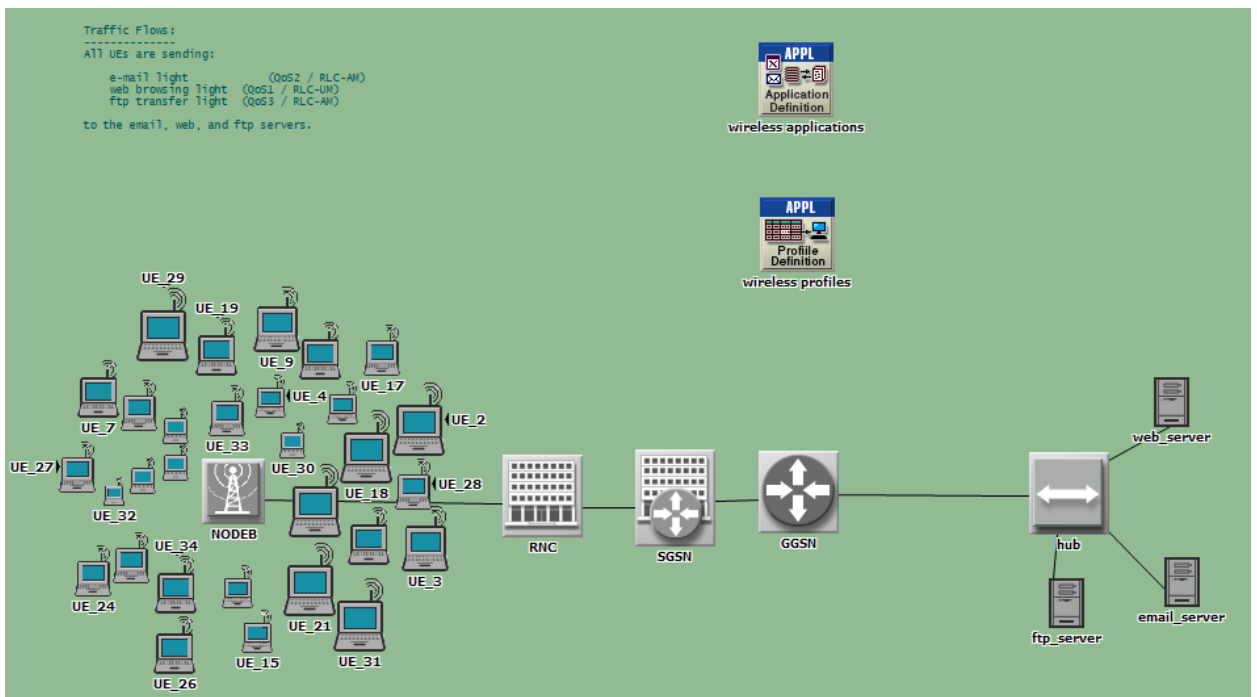 Traffic Flows:
--------------
All UEs are sending:
e-mail light (QoS2 / RLC-AM)
web browsing light (QoS1 / RLC-UM)
ftp transfer light (QoS3 / RLC-AM)
to the email, web, and ftp servers.
APPL
Application
Definition
wireless applications
APPL
Profiile
Definition
wireless profiles
UE_29
UE_19
UE_9
UE_17
UE_4
UE_2
UE_7
UE_33
UE_30
UE_27
UE_18
UE_28
UE_32
NODEB
RNC
SGSN
GGSN
hub
web_server
UE_34
UE_3
UE_24
UE_21
UE_15
UE_31
UE_26
ftp_server
email_server